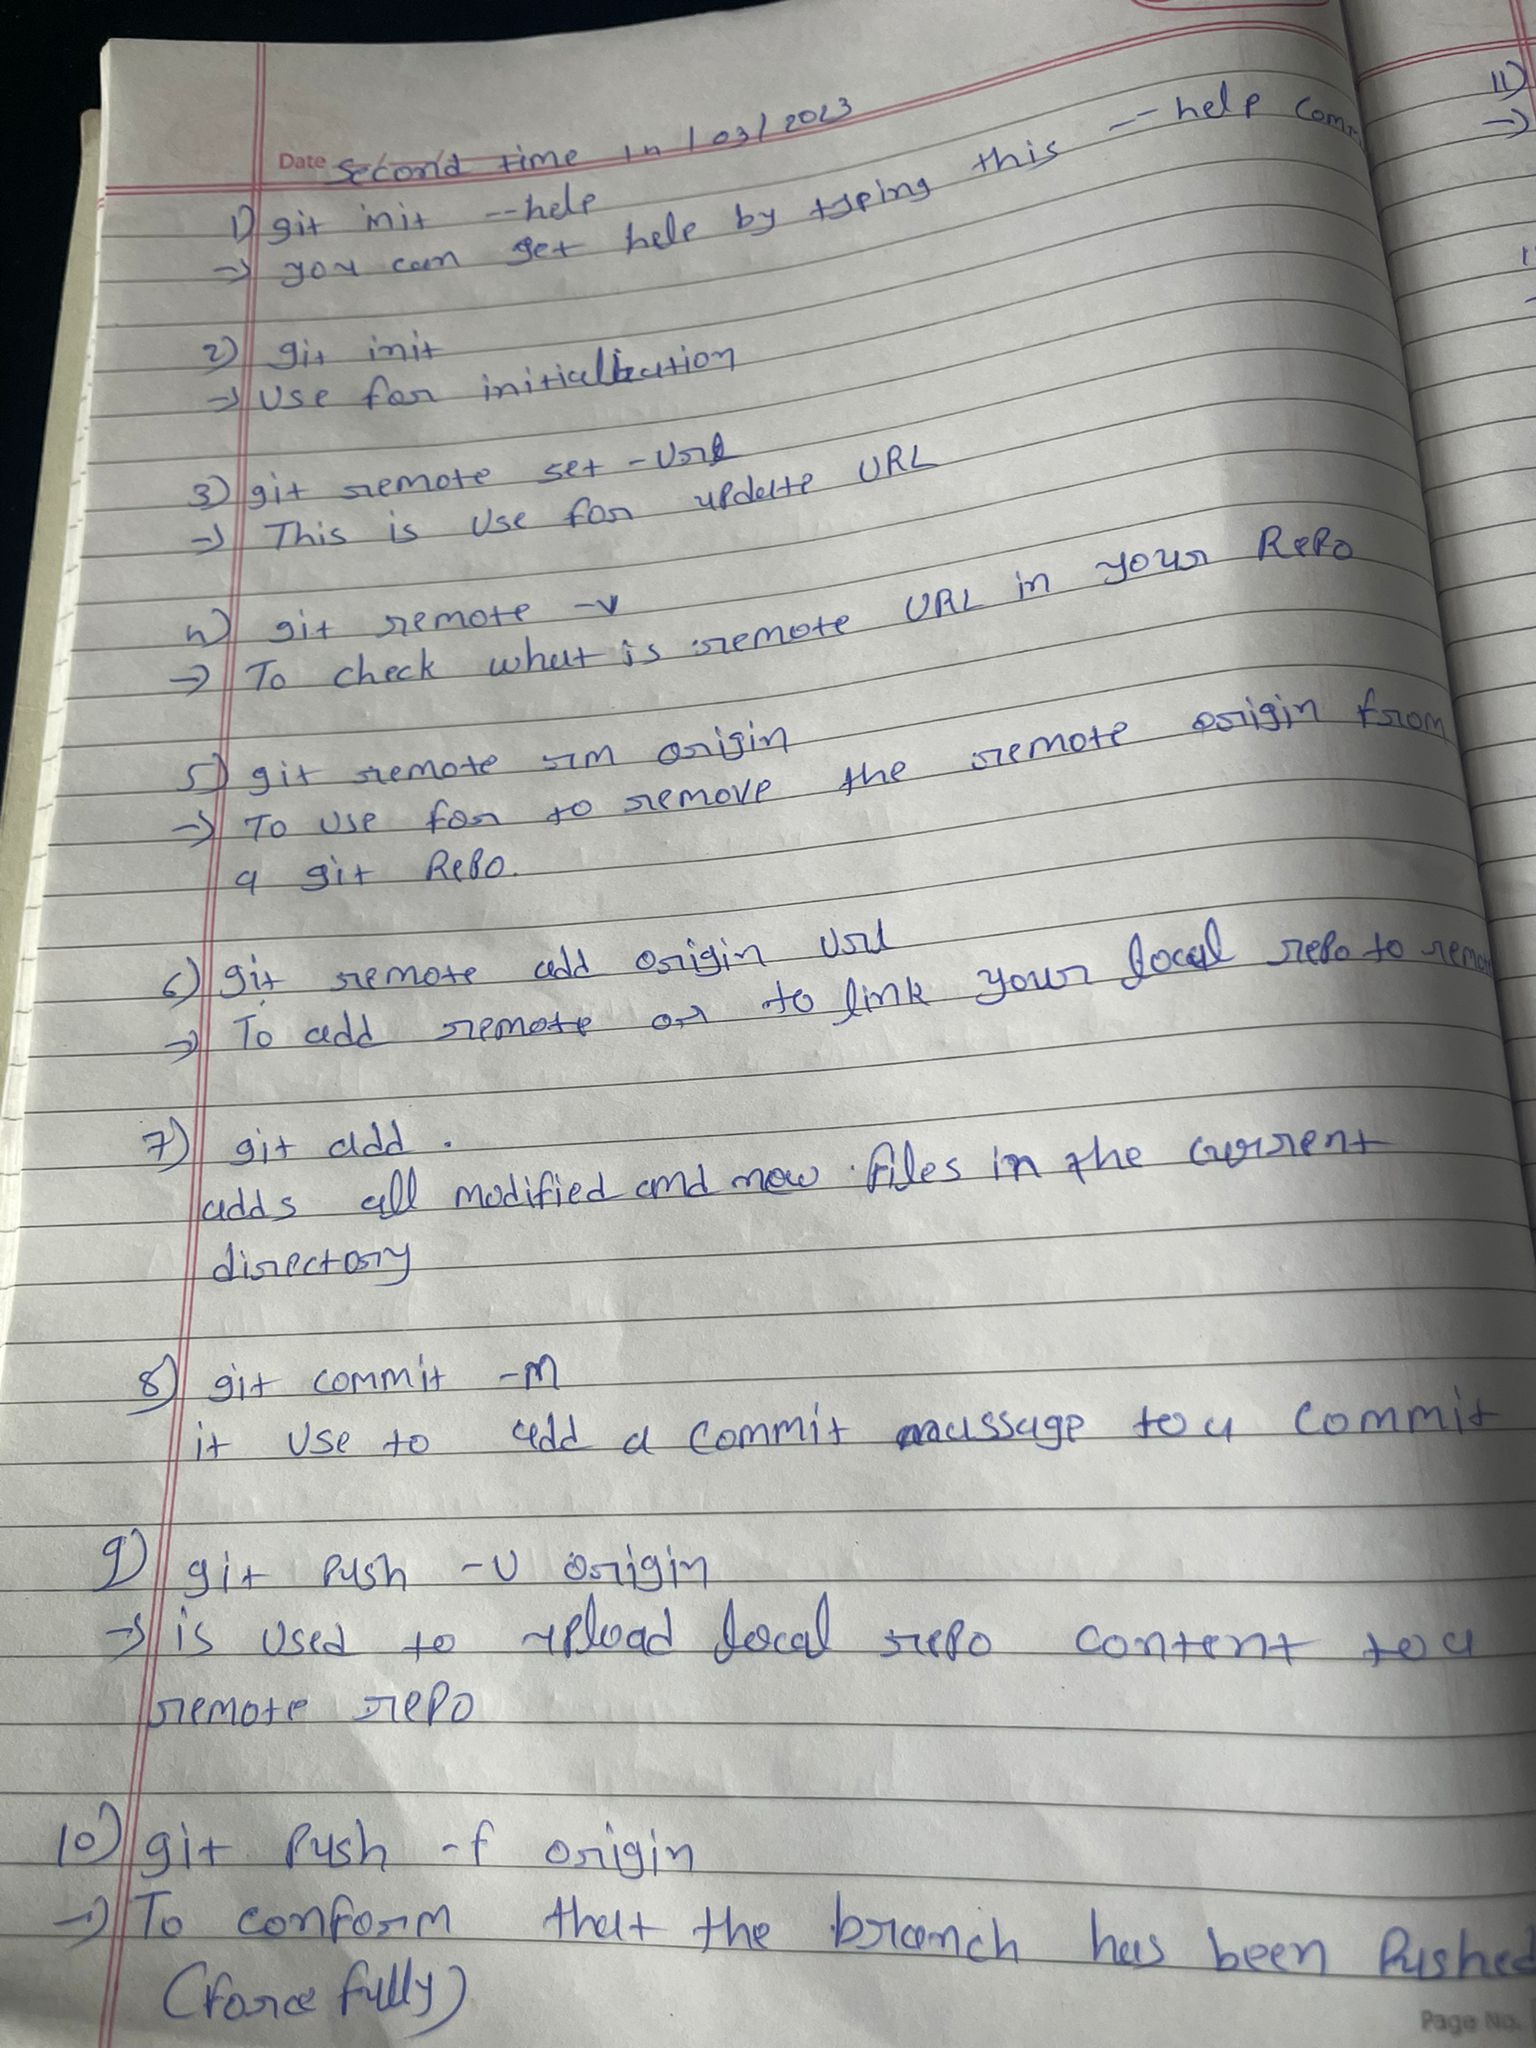 Date second time in / 03 / 2023
1) git init --help
→ you can get help by typing this -- help
2) git init
→ Use for initialization
3) git remote set -url
→ This is Use for update URL
4) git remote -v
→ To check what is remote URL in your Repo
5) git remote rm origin
→ To use for to remove the remote origin from
a git Repo.
6) git remote add origin url
→ To add remote or to link your local repo to
7) git add .
adds all modified and new files in the current
directory
8) git commit -m
it use to add a commit massage to a commit
9) git push -u origin
→ is used to upload local repo content to a
remote repo
10) git push -f origin
→ To conform that the branch has been Pushed
(force fully)
Page No.
11)
→